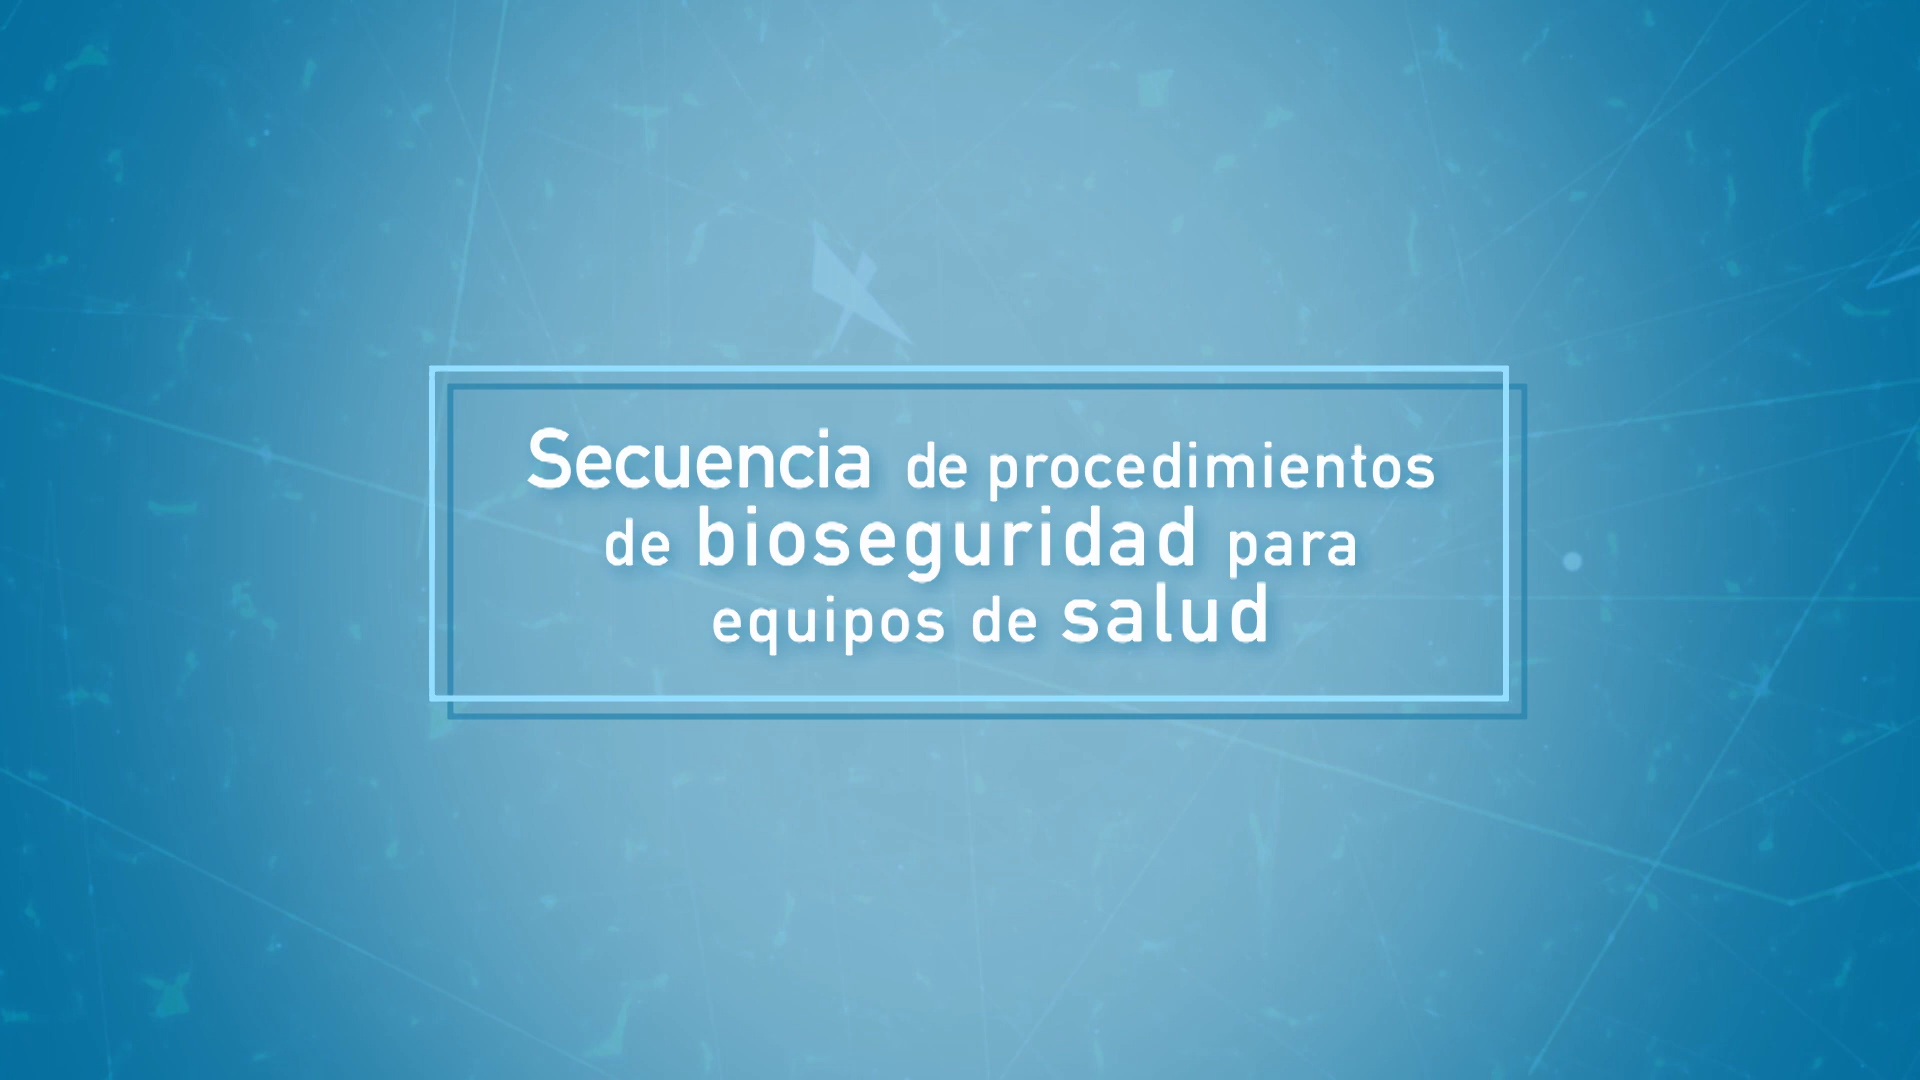 Secuencia de procedimientos
de bioseguridad para
equipos de salud